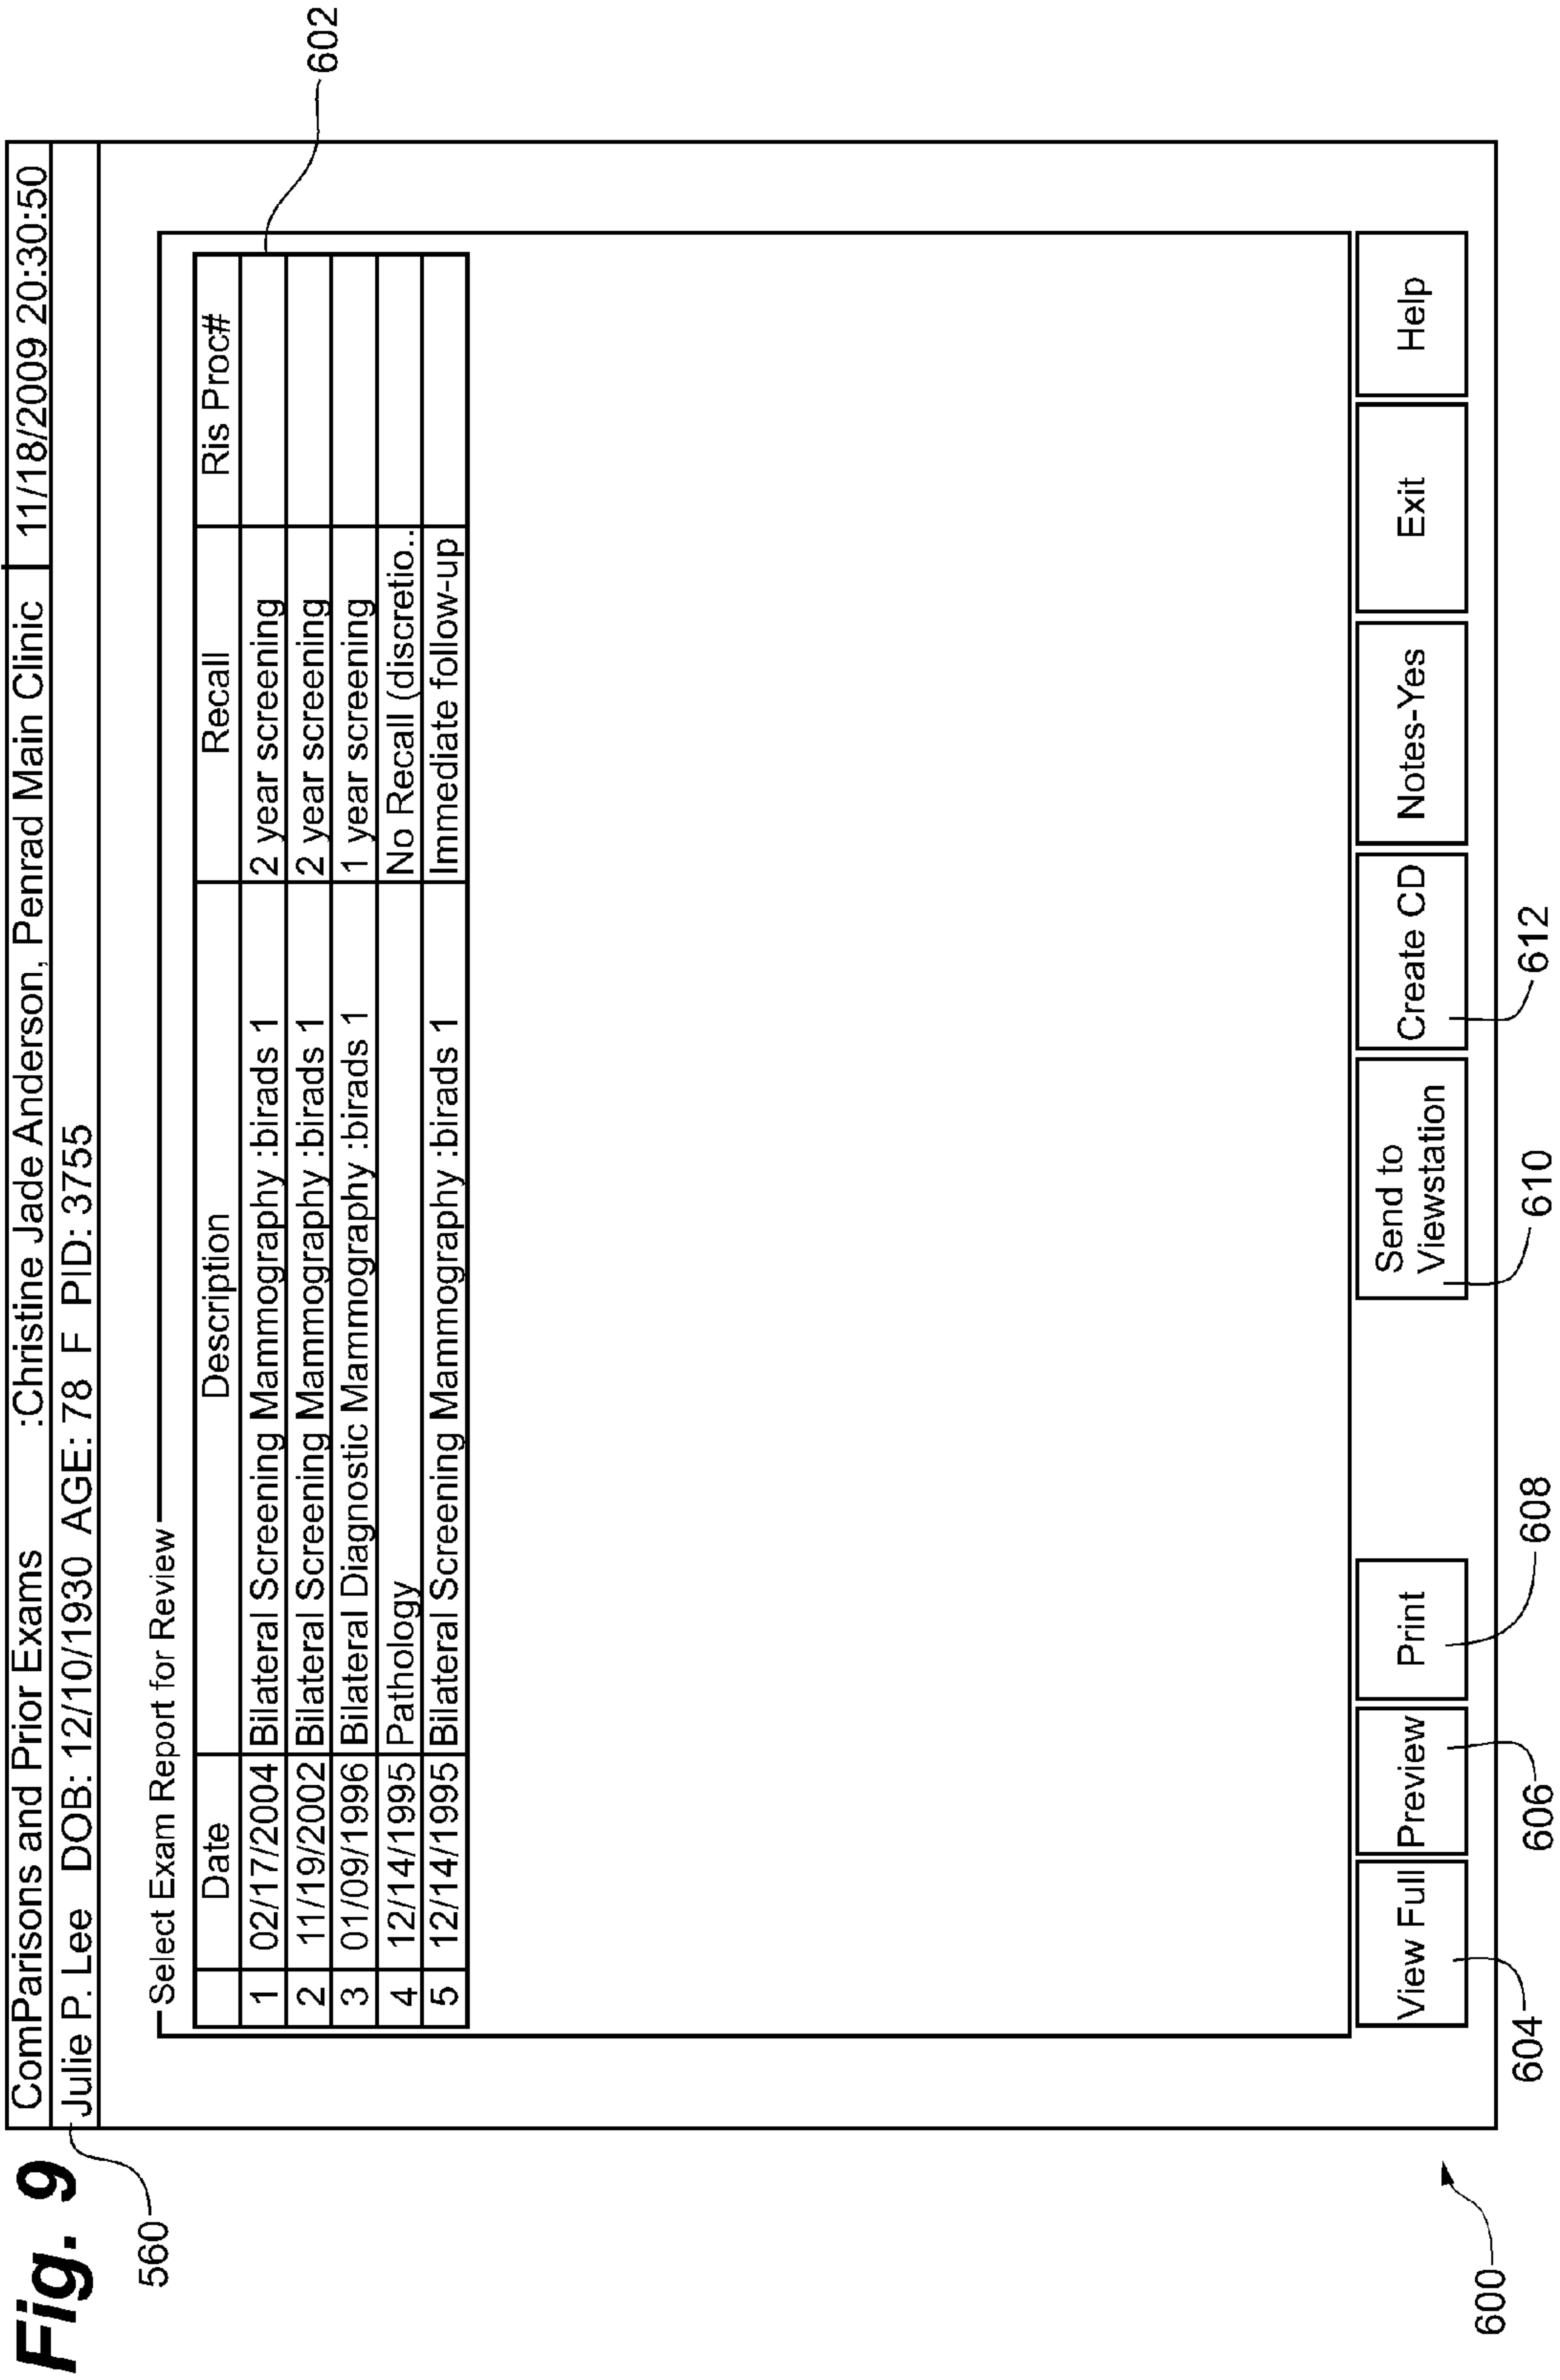 Fig. 9
ComParisons and Prior Exams :Christine Jade Anderson, Penrad Main Clinic 11/18/2009 20:30:50
Julie P. Lee DOB: 12/10/1930 AGE: 78 F PID: 3755
560
Select Exam Report for Review
602
Date Description Recall Ris Proc#
1 02/17/2004 Bilateral Screening Mammography :birads 1 2 year screening
2 11/19/2002 Bilateral Screening Mammography :birads 1 2 year screening
3 01/09/1996 Bilateral Diagnostic Mammography :birads 1 1 year screening
4 12/14/1995 Pathology No Recall (discretio..
5 12/14/1995 Bilateral Screening Mammography :birads 1 Immediate follow-up
View Full Preview Print Send to Viewstation Create CD Notes-Yes Exit Help
600 604 606 608 610 612